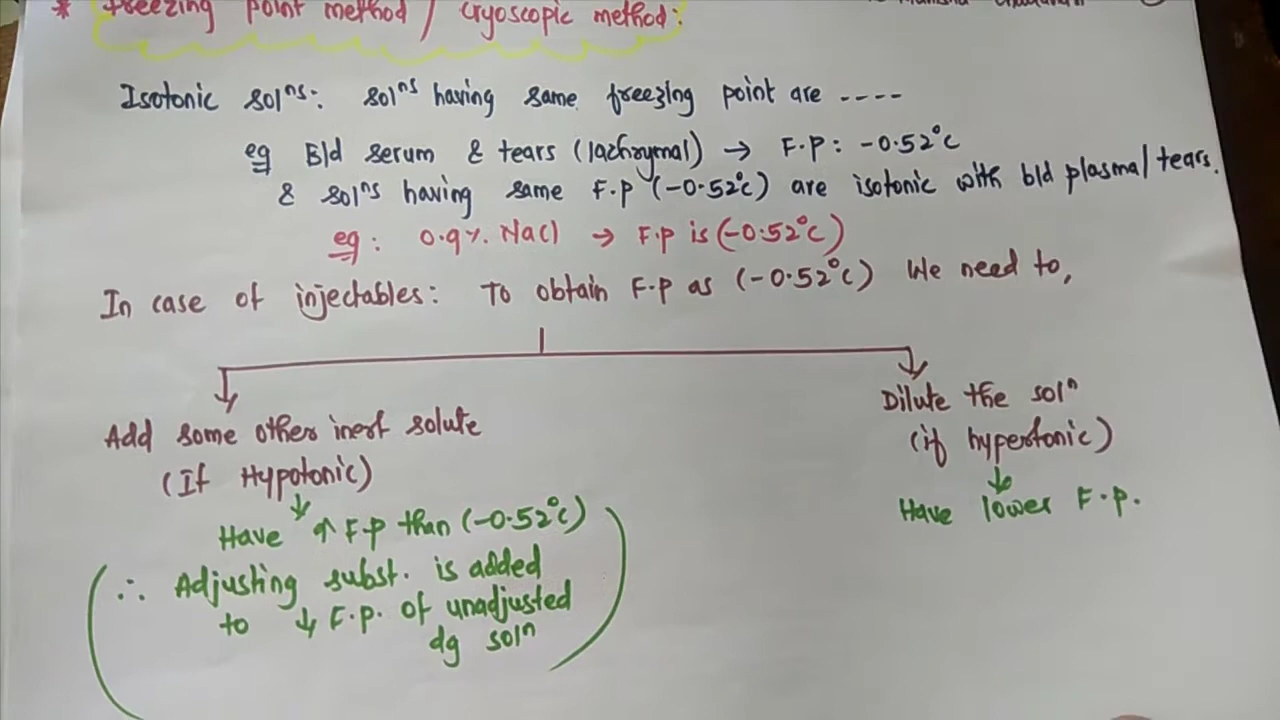 * Freezing point method / Cryoscopic method:
Isotonic solⁿˢ: solⁿˢ having same freezing point are ----
eg Bld serum & tears (lachrymal) → F.p: -0.52°c
& solⁿˢ having same F.p (-0.52°c) are isotonic with bld plasma/tears.
eg: 0.9%. Nacl → F.p is (-0.52°c)
In case of injectables: To obtain F.p as (-0.52°c) We need to,
Add some other inert solute
(If Hypotonic)
Dilute the solⁿ
(if hypertonic)
↓
Have ↑ F.p than (-0.52°c)
↓
Have lower F.p.
(∴ Adjusting subst. is added
to ↓ F.p. of unadjusted
dg solⁿ)